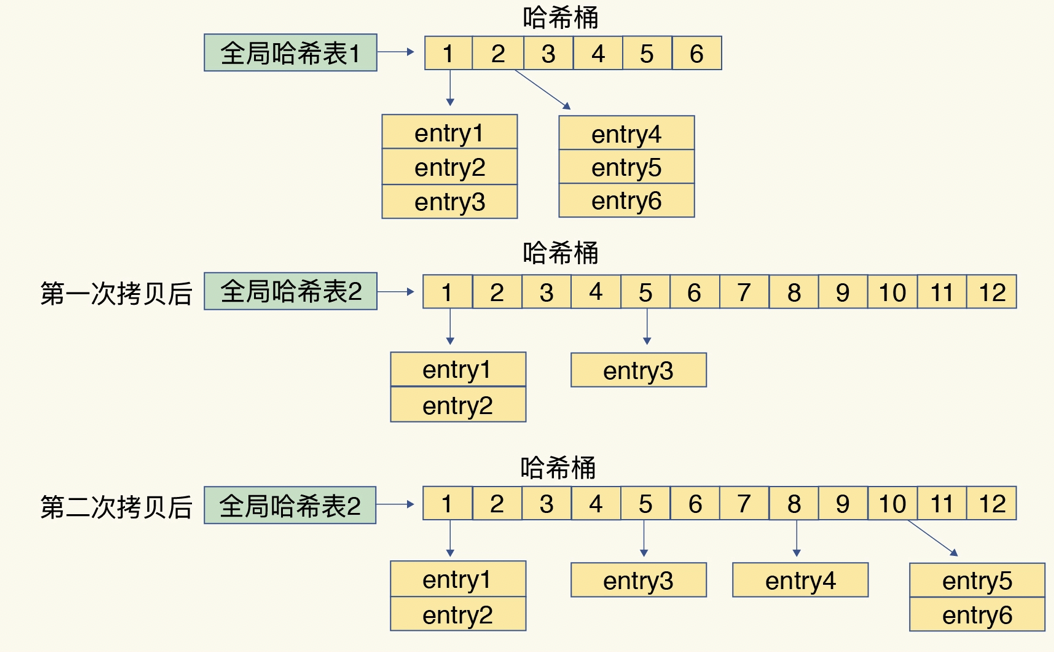 哈希桶
全局哈希表1 1 2 3 4 5 6
entry1 entry4
entry2 entry5
entry3 entry6
哈希桶
第一次拷贝后 全局哈希表2 1 2 3 4 5 6 7 8 9 10 11 12
entry1 entry3
entry2
哈希桶
第二次拷贝后 全局哈希表2 1 2 3 4 5 6 7 8 9 10 11 12
entry1 entry3 entry4 entry5
entry2 entry6